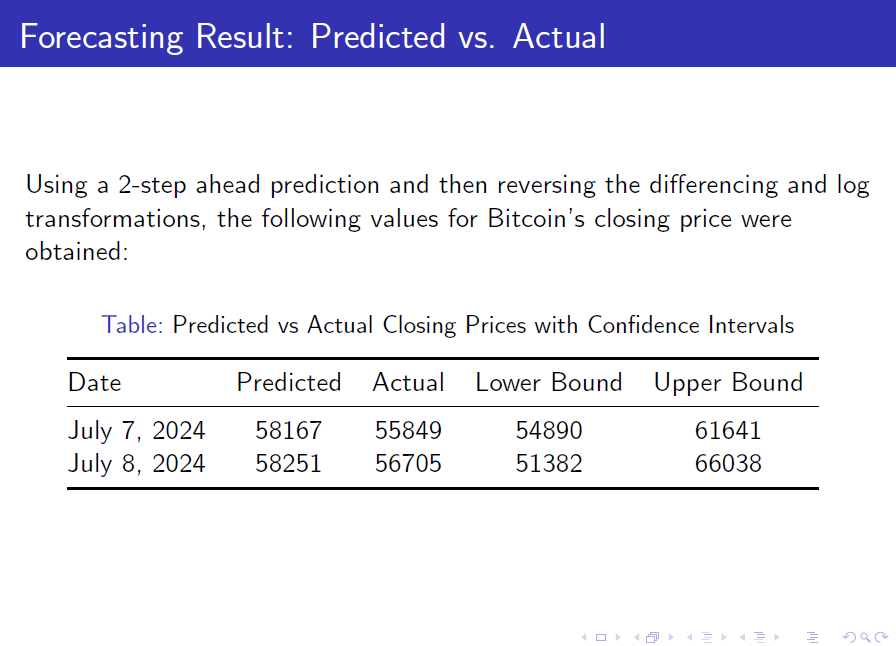 Forecasting Result: Predicted vs. Actual
Using a 2-step ahead prediction and then reversing the differencing and log
transformations, the following values for Bitcoin's closing price were
obtained:
Table: Predicted vs Actual Closing Prices with Confidence Intervals
Date Predicted Actual Lower Bound Upper Bound
July 7, 2024 58167 55849 54890 61641
July 8, 2024 58251 56705 51382 66038